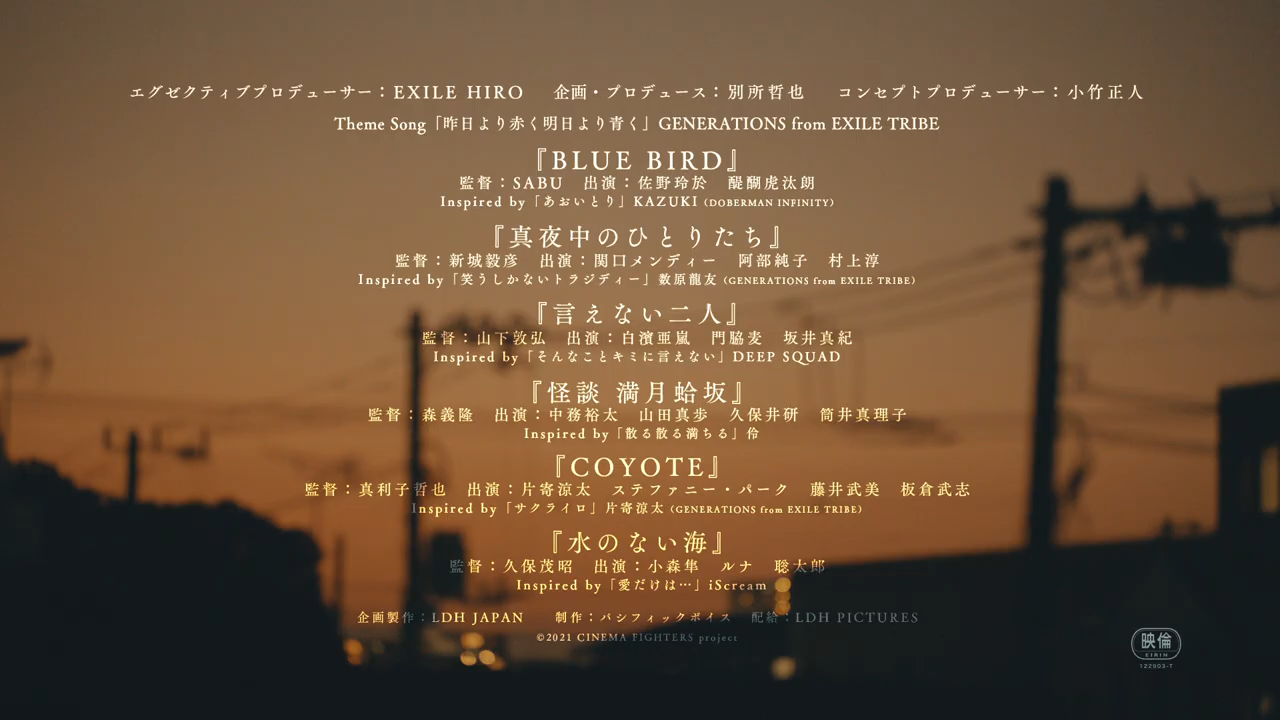 エグゼクティブプロデューサー：EXILE HIRO　企画・プロデュース：別所哲也　コンセプトプロデューサー：小竹正人
Theme Song「昨日より赤く明日より青く」GENERATIONS from EXILE TRIBE
『BLUE BIRD』
監督：SABU　出演：佐野玲於　醍醐虎汰朗
Inspired by「あおいとり」KAZUKI (DOBERMAN INFINITY)
『真夜中のひとりたち』
監督：新城毅彦　出演：関口メンディー　阿部純子　村上淳
Inspired by「笑うしかないトラジディー」数原龍友 (GENERATIONS from EXILE TRIBE)
『言えない二人』
監督：山下敦弘　出演：白濱亜嵐　門脇麦　坂井真紀
Inspired by「そんなことキミに言えない」DEEP SQUAD
『怪談 満月蛤坂』
監督：森義隆　出演：中務裕太　山田真歩　久保井研　筒井真理子
Inspired by「散る散る満ちる」伶
『COYOTE』
監督：真利子哲也　出演：片寄涼太　ステファニー・パーク　藤井武美　板倉武志
Inspired by「サクライロ」片寄涼太 (GENERATIONS from EXILE TRIBE)
『水のない海』
監督：久保茂昭　出演：小森隼　ルナ　聡太郎
Inspired by「愛だけは…」iScream
企画製作：LDH JAPAN　制作：パシフィックボイス　配給：LDH PICTURES
©2021 CINEMA FIGHTERS project
映倫
EIRIN
122903-T